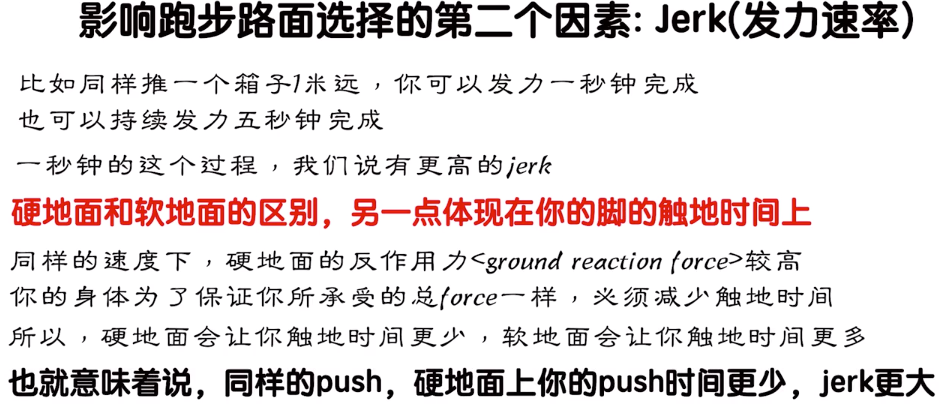 影响跑步路面选择的第二个因素: Jerk(发力速率)
比如同样推一个箱子1米远，你可以发力一秒钟完成
也可以持续发力五秒钟完成
一秒钟的这个过程，我们说有更高的jerk
硬地面和软地面的区别，另一点体现在你的脚的触地时间上
同样的速度下，硬地面的反作用力<ground reaction force>较高
你的身体为了保证你所承受的总force一样，必须减少触地时间
所以，硬地面会让你触地时间更少，软地面会让你触地时间更多
也就意味着说，同样的push，硬地面上你的push时间更少，jerk更大